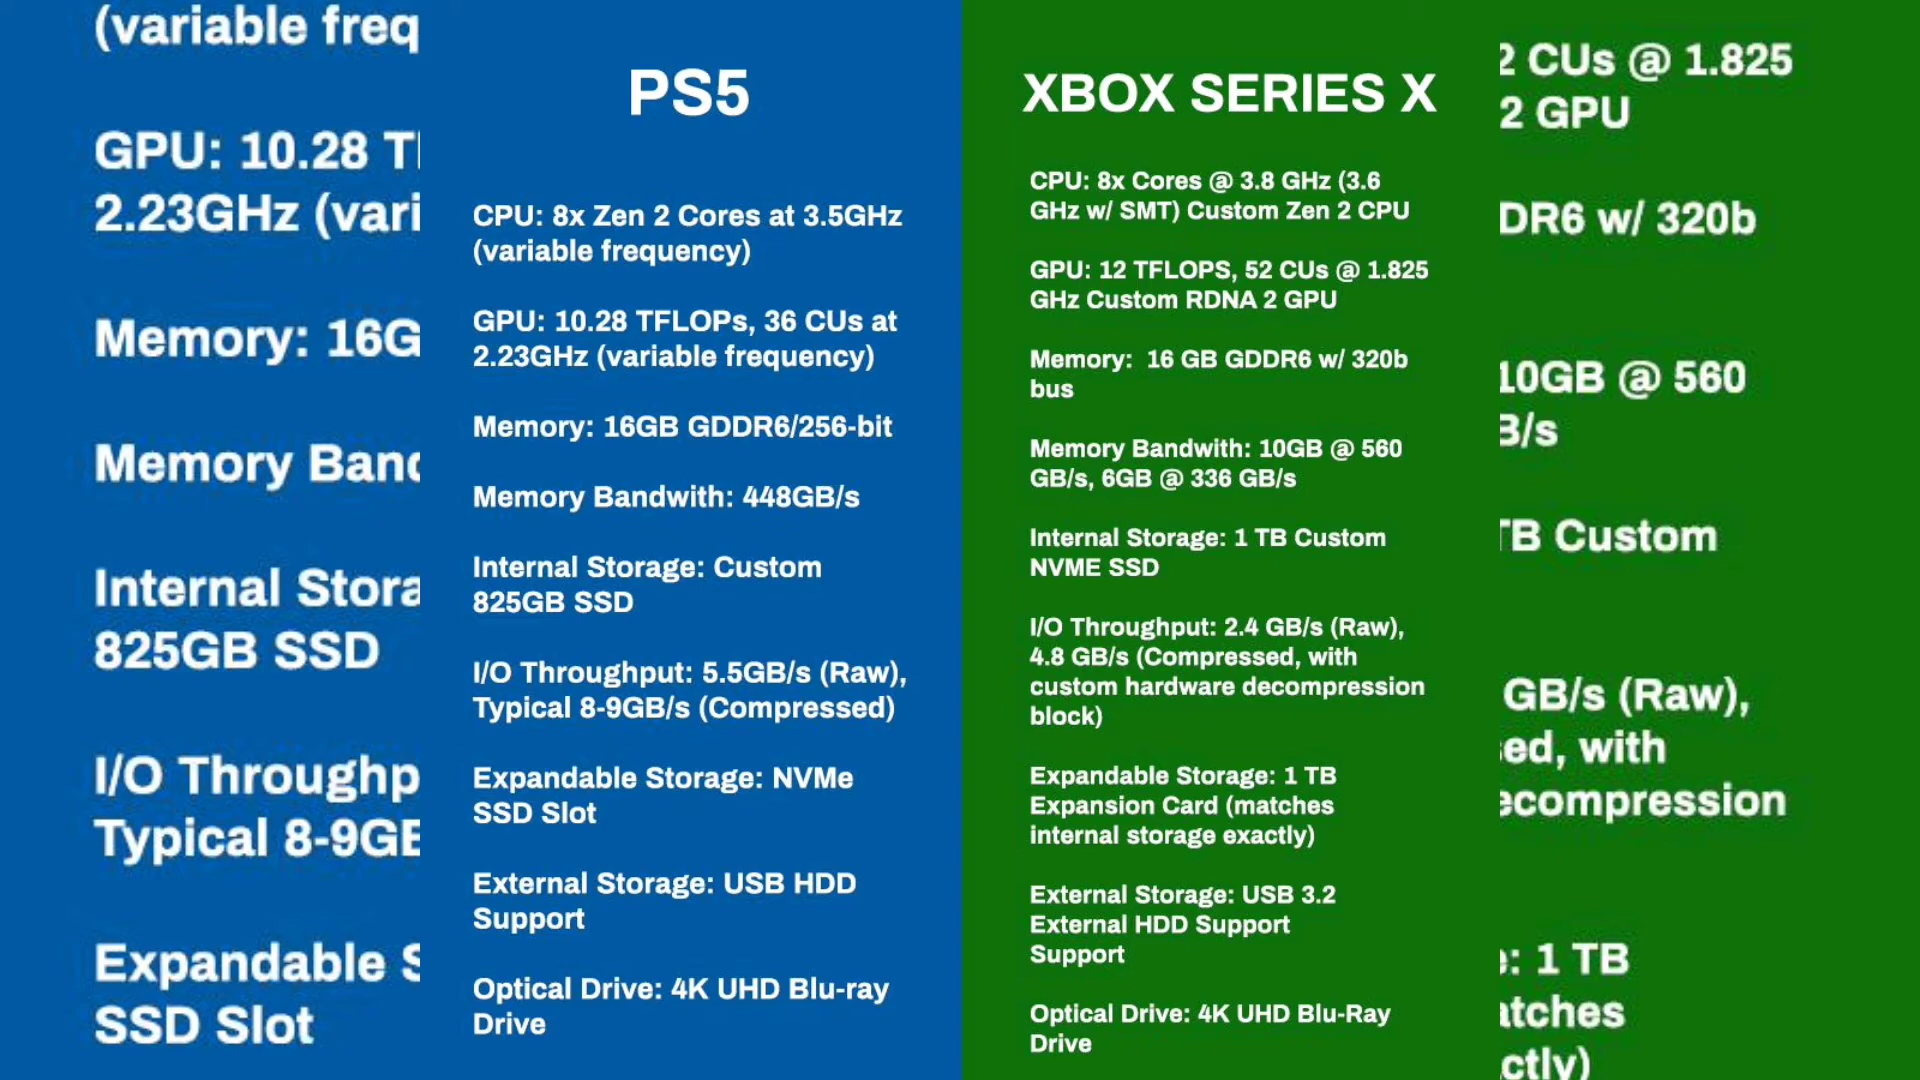 (variable freq
GPU: 10.28
2.23GHz (vari
Memory: 16G
Memory Band
Internal Stora
825GB SSD
I/O Throughp
Typical 8-9GB
Expandable S
SSD Slot
PS5
CPU: 8x Zen 2 Cores at 3.5GHz
(variable frequency)
GPU: 10.28 TFLOPs, 36 CUs at
2.23GHz (variable frequency)
Memory: 16GB GDDR6/256-bit
Memory Bandwith: 448GB/s
Internal Storage: Custom
825GB SSD
I/O Throughput: 5.5GB/s (Raw),
Typical 8-9GB/s (Compressed)
Expandable Storage: NVMe
SSD Slot
External Storage: USB HDD
Support
Optical Drive: 4K UHD Blu-ray
Drive
XBOX SERIES X
CPU: 8x Cores @ 3.8 GHz (3.6
GHz w/ SMT) Custom Zen 2 CPU
GPU: 12 TFLOPS, 52 CUs @ 1.825
GHz Custom RDNA 2 GPU
Memory: 16 GB GDDR6 w/ 320b
bus
Memory Bandwith: 10GB @ 560
GB/s, 6GB @ 336 GB/s
Internal Storage: 1 TB Custom
NVME SSD
I/O Throughput: 2.4 GB/s (Raw),
4.8 GB/s (Compressed, with
custom hardware decompression
block)
Expandable Storage: 1 TB
Expansion Card (matches
internal storage exactly)
External Storage: USB 3.2
External HDD Support
Support
Optical Drive: 4K UHD Blu-Ray
Drive
2 CUs @ 1.825
2 GPU
DR6 w/ 320b
10GB @ 560
B/s
TB Custom
GB/s (Raw),
ed, with
ecompression
e: 1 TB
atches
ctly)